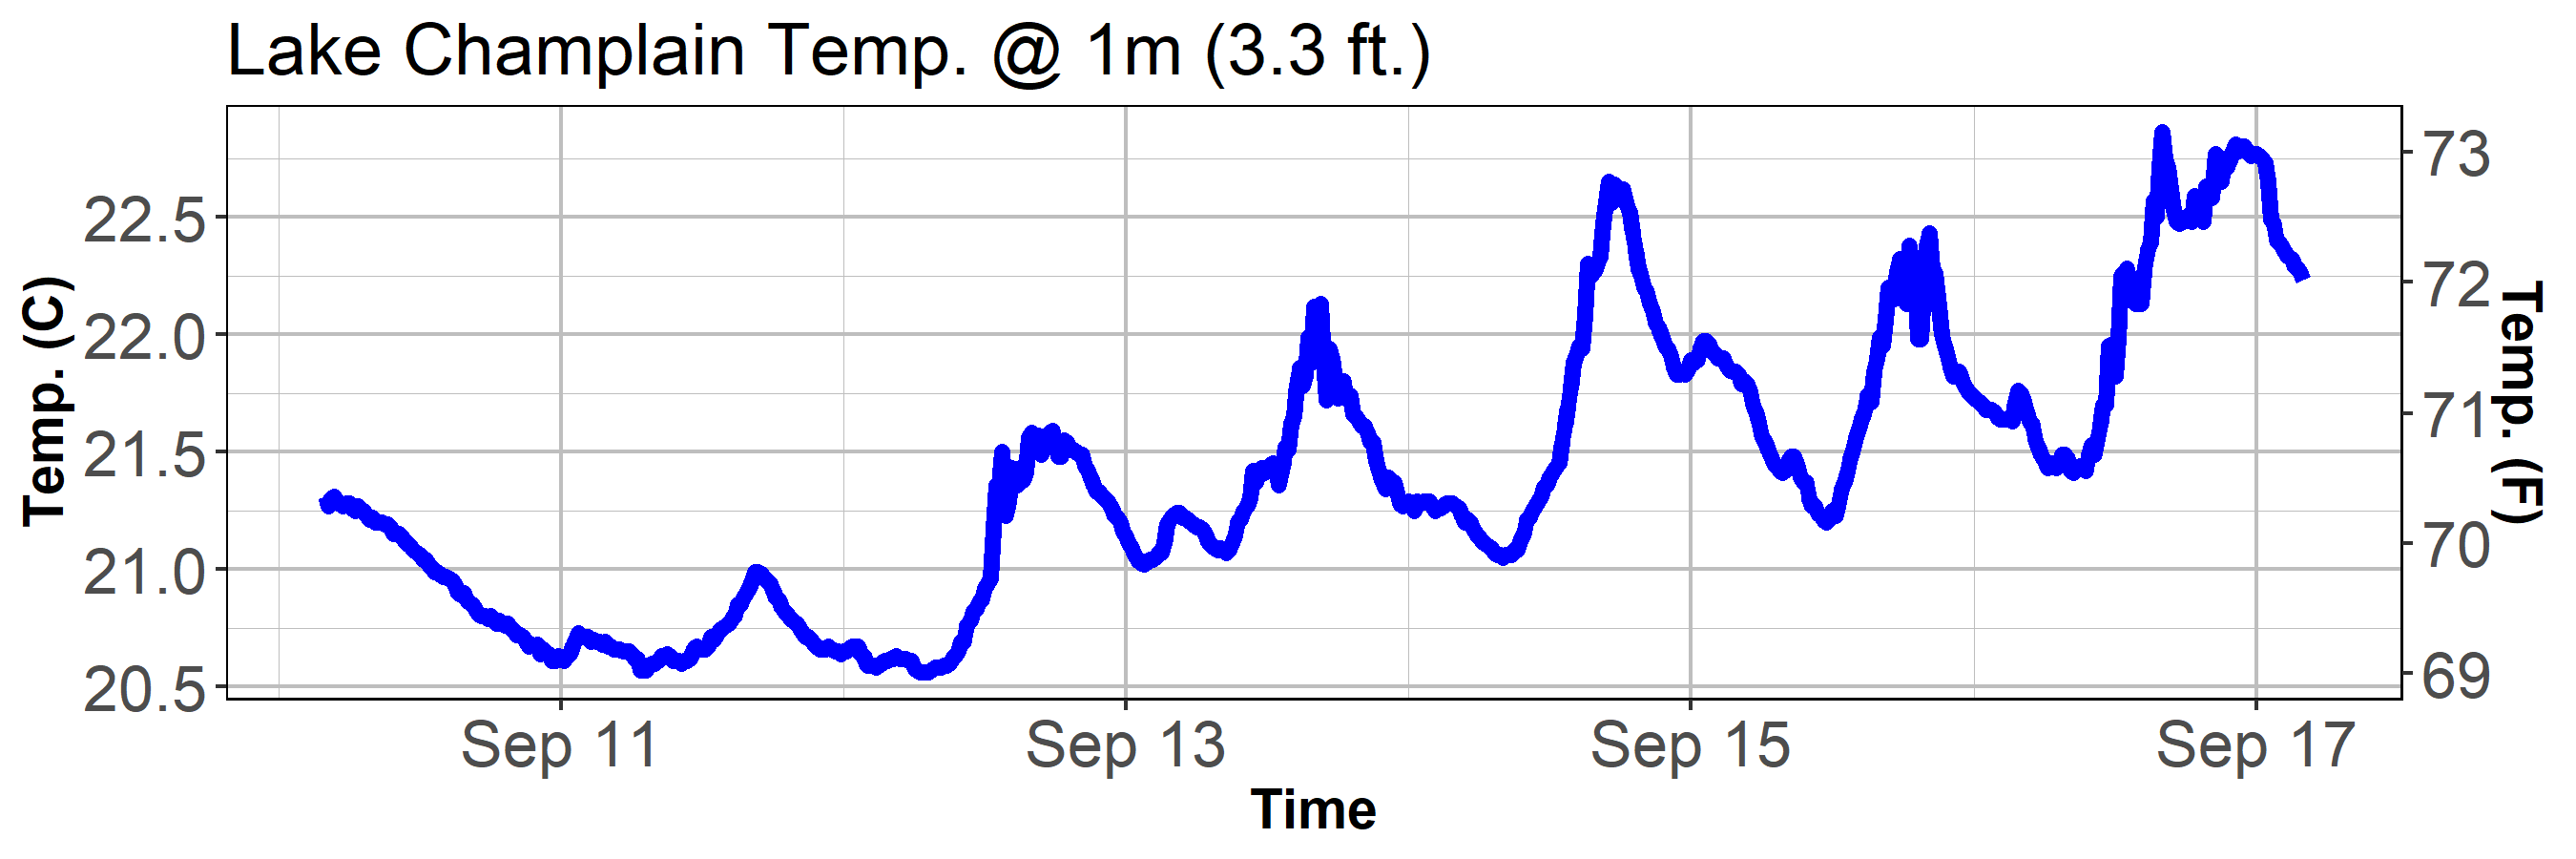 Lake Champlain Temp. @ 1m (3.3 ft.)
Temp. (C)
22.5
22.0
21.5
21.0
20.5
73
72
71
70
69
Temp. (F)
Sep 11
Sep 13
Sep 15
Sep 17
Time